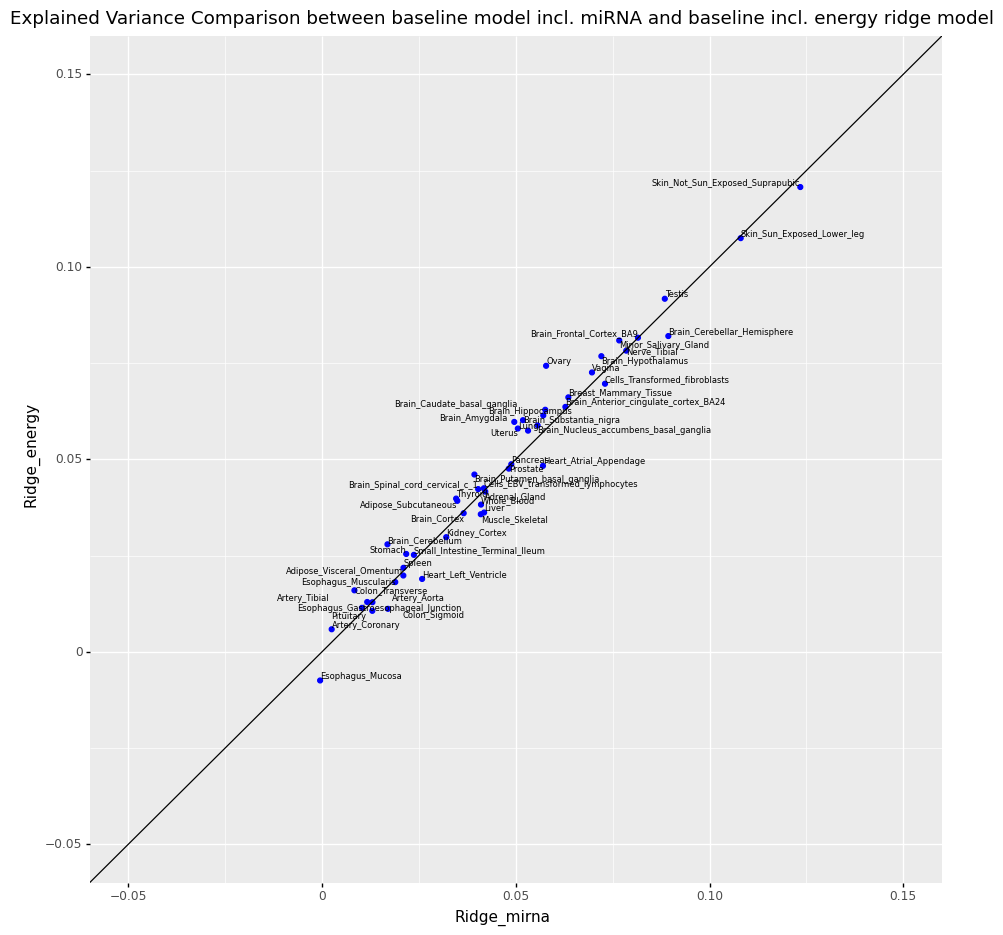 Explained Variance Comparison between baseline model incl. miRNA and baseline incl. energy ridge model
0.15
Skin_Not_Sun_Exposed_Suprapubic
Skin_Sun_Exposed_Lower_leg
0.10
Testis
Brain_Frontal_Cortex_BA9
Brain_Cerebellar_Hemisphere
Minor_Salivary_Gland
Nerve_Tibial
Ovary
Brain_Hypothalamus
Vagina
Cells_Transformed_fibroblasts
Breast_Mammary_Tissue
Brain_Caudate_basal_ganglia
Brain_Anterior_cingulate_cortex_BA24
Brain_Hippocampus
Brain_Amygdala
Brain_Substantia_nigra
Lung
Uterus
Brain_Nucleus_accumbens_basal_ganglia
0.05
Pancreas
Heart_Atrial_Appendage
Prostate
Brain_Putamen_basal_ganglia
Brain_Spinal_cord_cervical_c_1
Cells_EBV_transformed_lymphocytes
Thyroid
Adrenal_Gland
Adipose_Subcutaneous
Whole_Blood
Liver
Brain_Cortex
Muscle_Skeletal
Kidney_Cortex
Brain_Cerebellum
Stomach
Small_Intestine_Terminal_Ileum
Spleen
Adipose_Visceral_Omentum
Heart_Left_Ventricle
Esophagus_Muscularis
Colon_Transverse
Artery_Tibial
Artery_Aorta
Esophagus_Gastroesophageal_Junction
Pituitary
Colon_Sigmoid
Artery_Coronary
0
Esophagus_Mucosa
−0.05
−0.05
0
0.05
0.10
0.15
Ridge_mirna
Ridge_energy